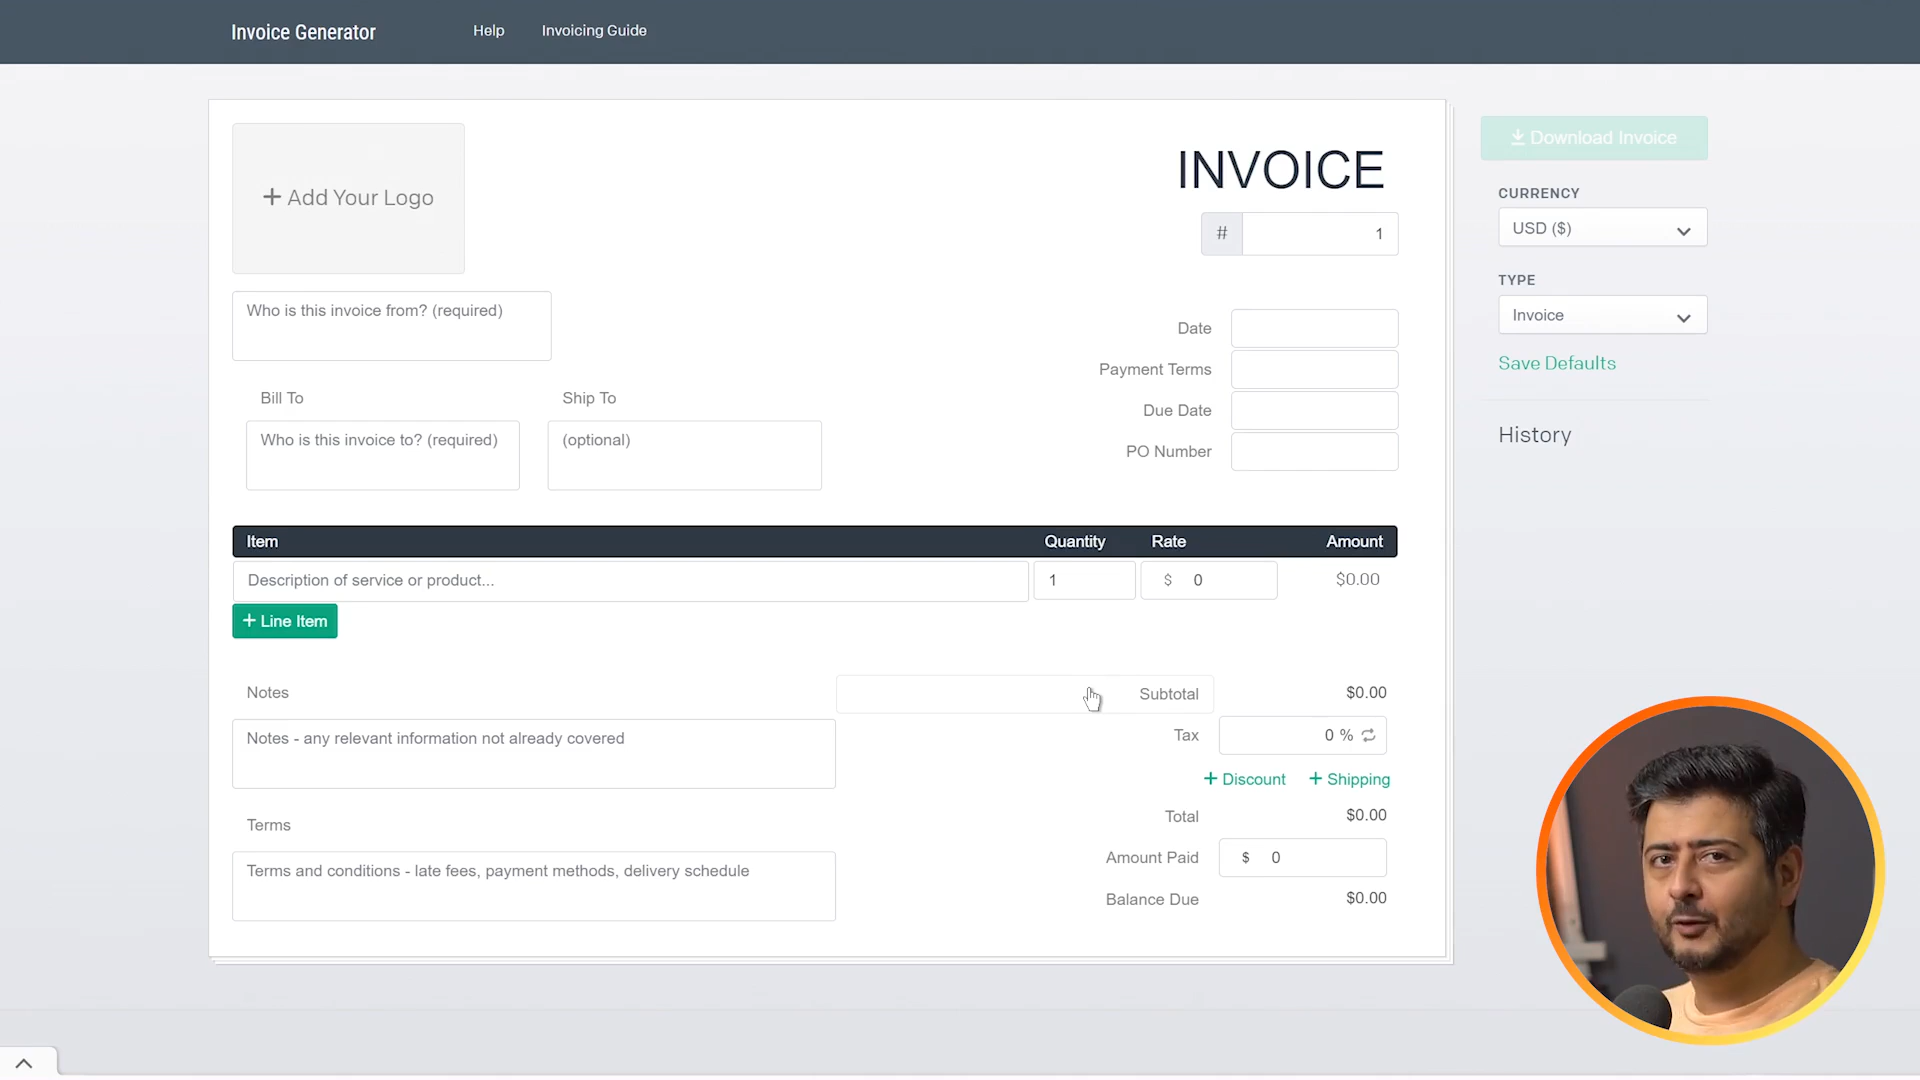 Invoice Generator
Help
Invoicing Guide
+ Add Your Logo
INVOICE
# 1
Download Invoice
CURRENCY
USD ($)
TYPE
Invoice
Save Defaults
History
Who is this invoice from? (required)
Bill To
Ship To
Who is this invoice to? (required)
(optional)
Date
Payment Terms
Due Date
PO Number
Item Quantity Rate Amount
Description of service or product... 1 $ 0 $0.00
+ Line Item
Notes
Notes - any relevant information not already covered
Terms
Terms and conditions - late fees, payment methods, delivery schedule
Subtotal $0.00
Tax 0 %
+ Discount + Shipping
Total $0.00
Amount Paid $ 0
Balance Due $0.00